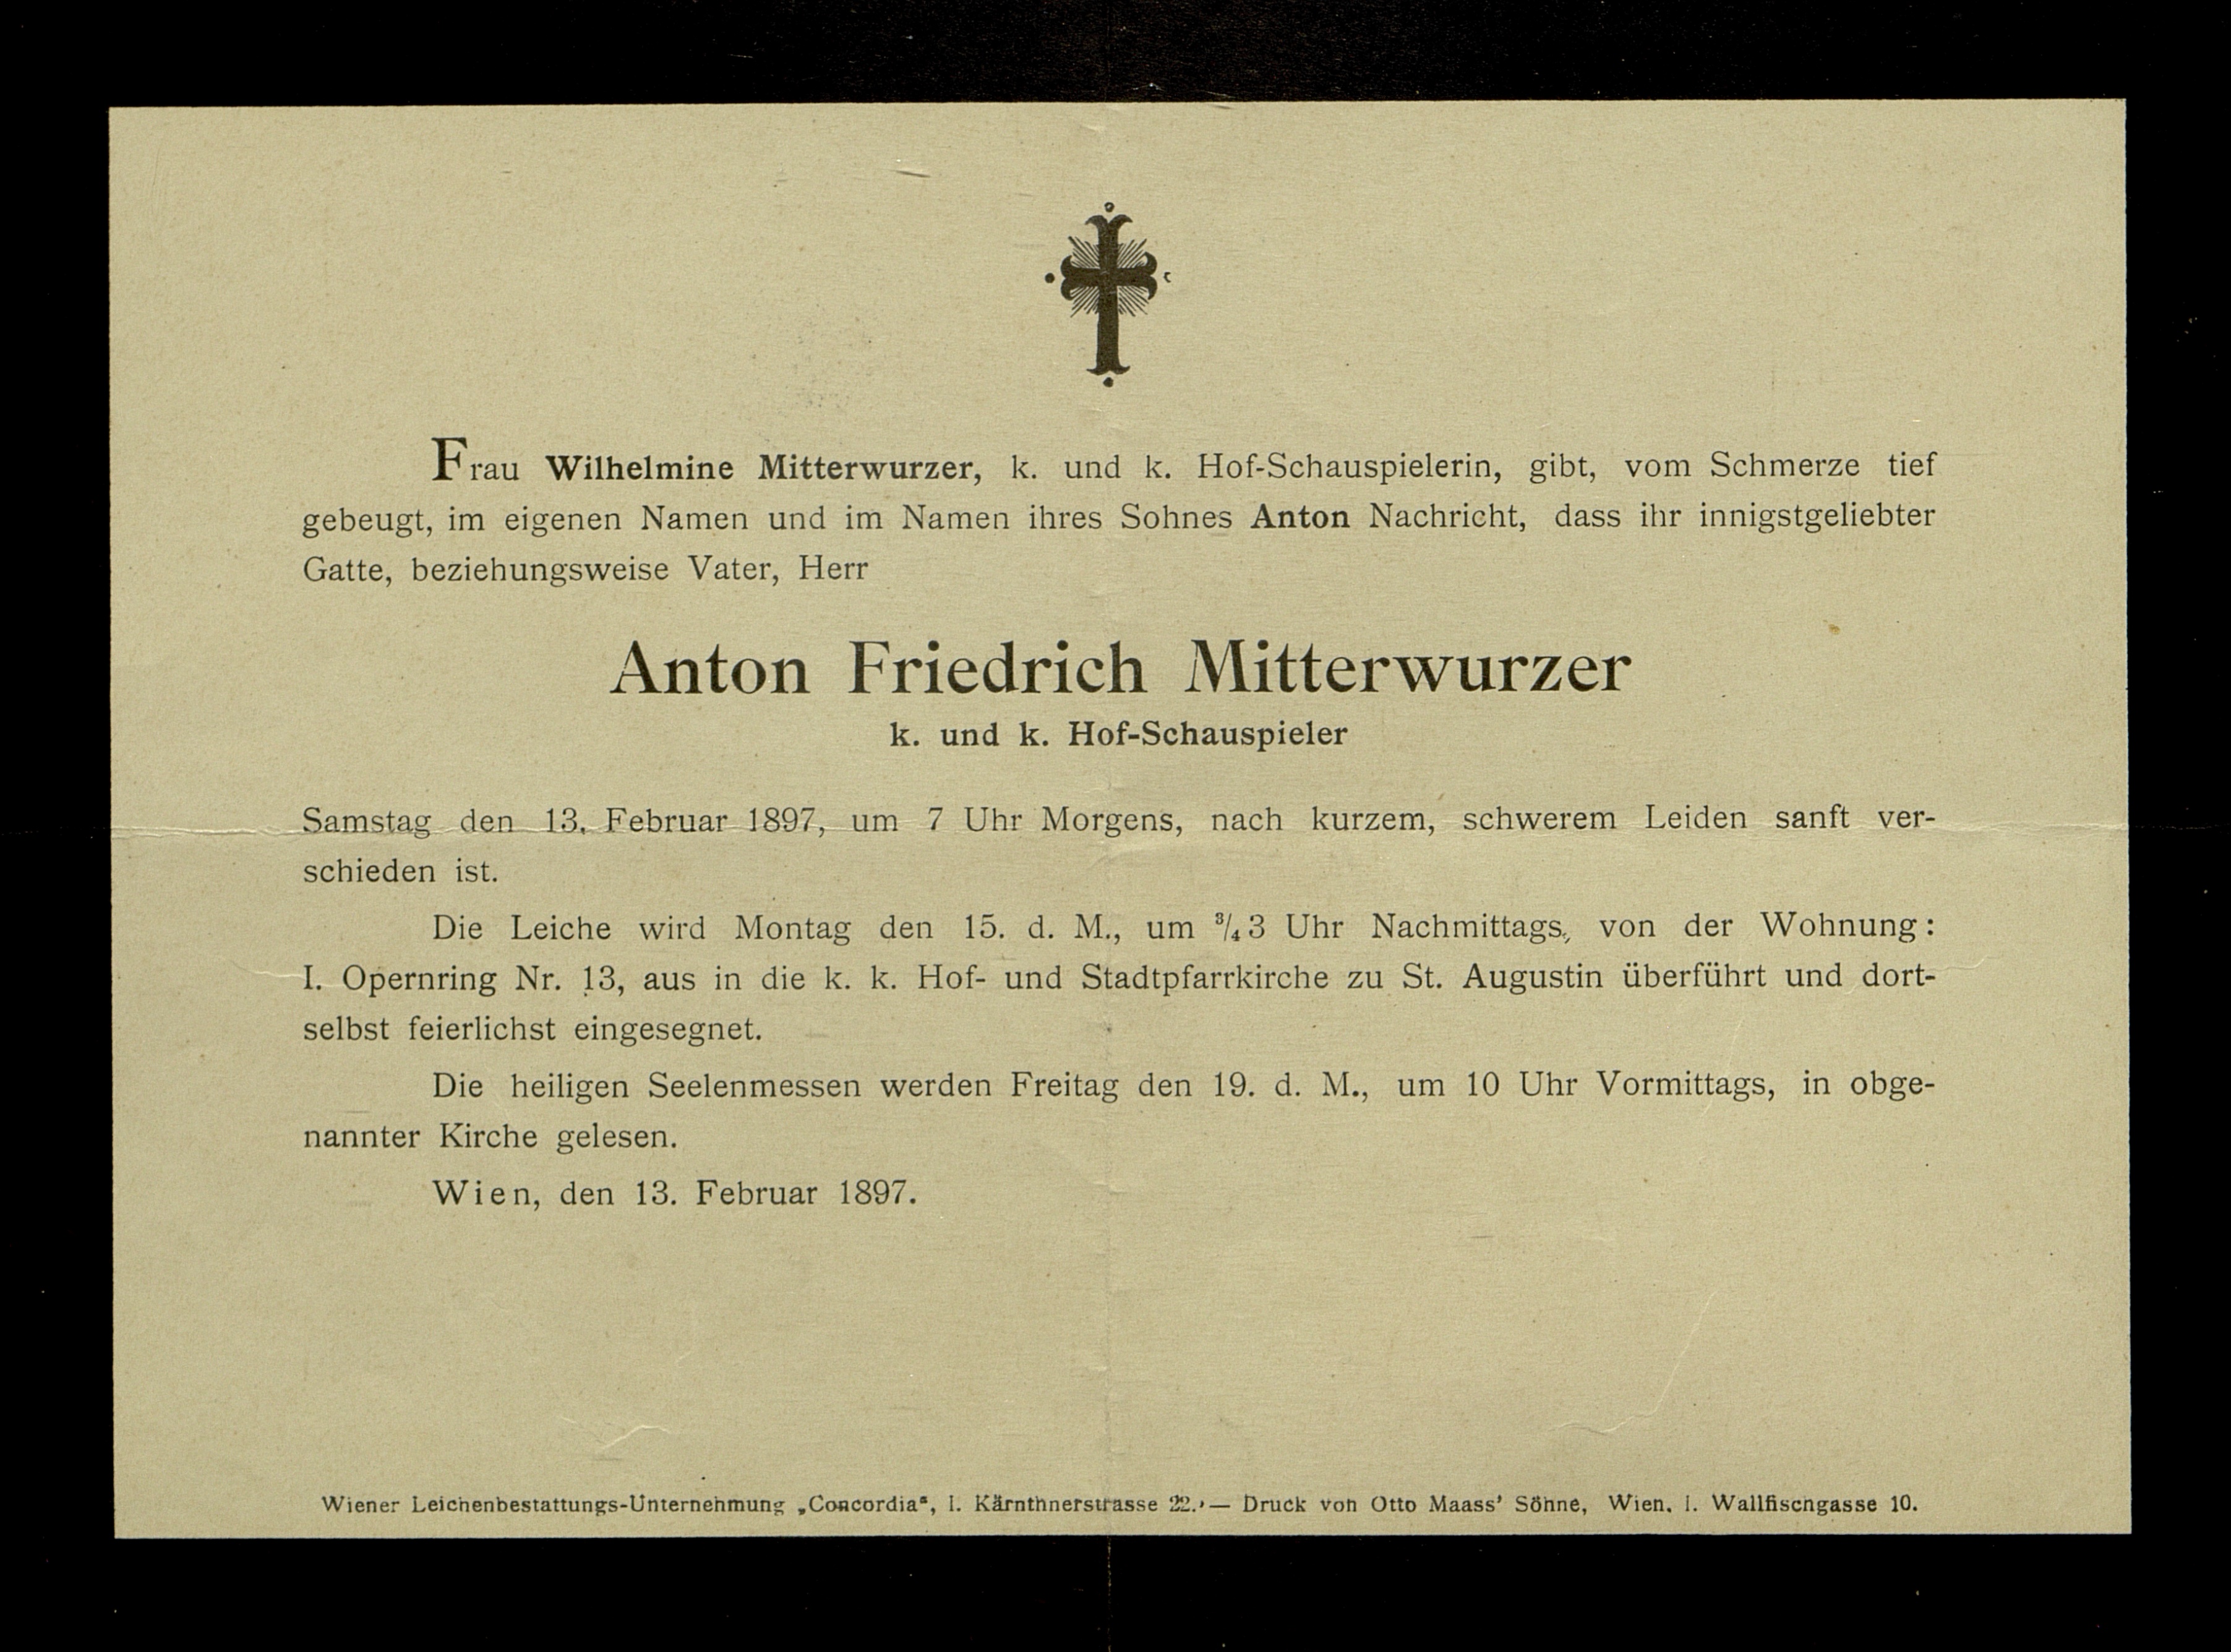 Frau Wilhelmine Mitterwurzer, k. und k. Hof-Schauspielerin, gibt, vom Schmerze tief
gebeugt, im eigenen Namen und im Namen ihres Sohnes Anton Nachricht, dass ihr innigstgeliebter
Gatte, beziehungsweise Vater, Herr
Anton Friedrich Mitterwurzer
k. und k. Hof-Schauspieler
Samstag den 13. Februar 1897, um 7 Uhr Morgens, nach kurzem, schwerem Leiden sanft ver-
schieden ist.
Die Leiche wird Montag den 15. d. M., um ¾3 Uhr Nachmittags, von der Wohnung:
I. Opernring Nr. 13, aus in die k. k. Hof- und Stadtpfarrkirche zu St. Augustin überführt und dort-
selbst feierlichst eingesegnet.
Die heiligen Seelenmessen werden Freitag den 19. d. M., um 10 Uhr Vormittags, in obge-
nannter Kirche gelesen.
Wien, den 13. Februar 1897.
Wiener Leichenbestattungs-Unternehmung „Concordia“, I. Kärnthnerstrasse 22. — Druck von Otto Maass’ Söhne, Wien, I. Wallfischgasse 10.